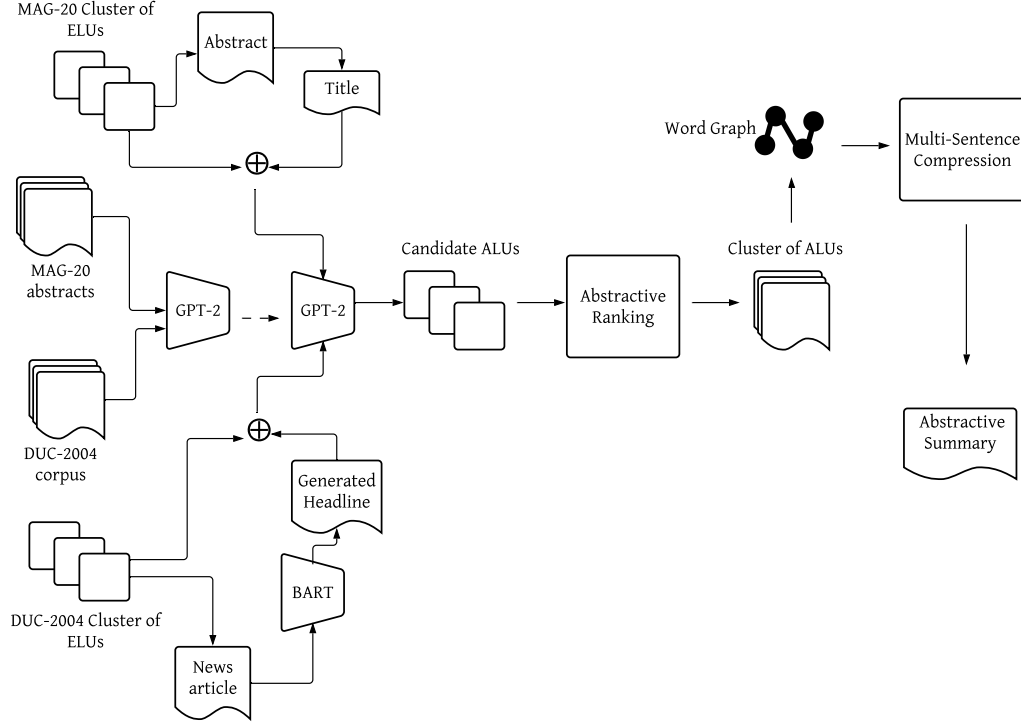 MAG-20 Cluster of
ELUs
Abstract
Title
Word Graph
Multi-Sentence
Compression
MAG-20
abstracts
GPT-2
GPT-2
Candidate ALUs
Abstractive
Ranking
Cluster of ALUs
DUC-2004
corpus
Abstractive
Summary
Generated
Headline
BART
DUC-2004 Cluster of
ELUs
News
article